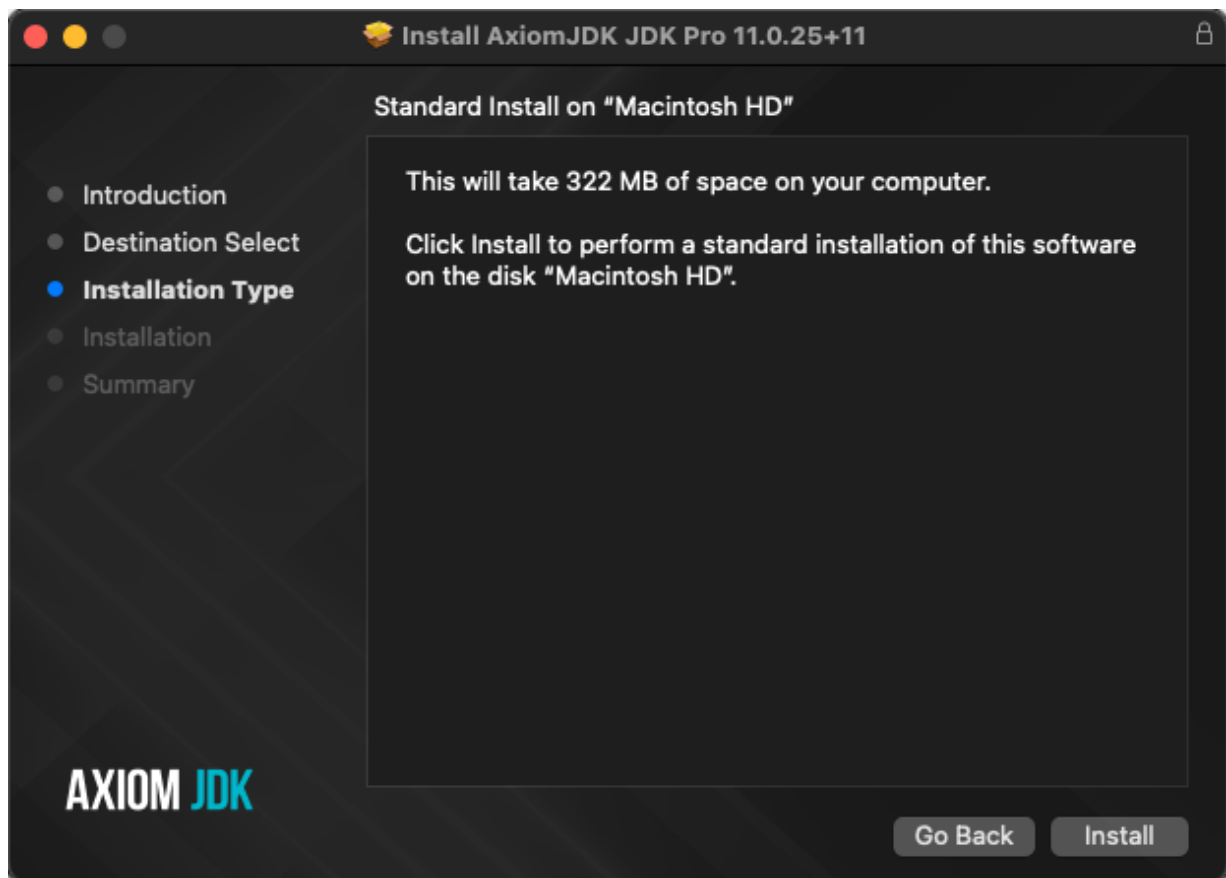 Install AxiomJDK JDK Pro 11.0.25+11
Standard Install on “Macintosh HD”
Introduction
Destination Select
Installation Type
Installation
Summary
This will take 322 MB of space on your computer.
Click Install to perform a standard installation of this software
on the disk “Macintosh HD”.
AXIOM JDK
Go Back
Install